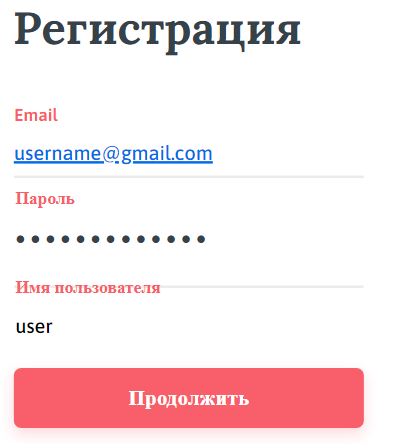 Регистрация
Email
username@gmail.com
Пароль
•••••••••••••
Имя пользователя
user
Продолжить